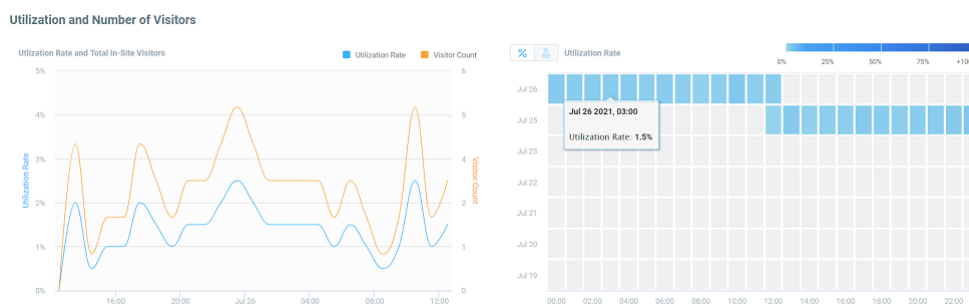 Utilization and Number of Visitors
Utlization Rate and Total In-Site Visitors
Utilization Rate
Visitor Count
5%
4%
3%
2%
1%
0%
Utilization Rate
6
5
4
2
1
0
Visitor Count
16:00 20:00 Jul 26 04:00 08:00 12:00
%
Utilization Rate
0% 25% 50% 75% +100
Jul 26
Jul 25
Jul 23
Jul 22
Jul 21
Jul 20
Jul 19
Jul 26 2021, 03:00
Utilization Rate: 1.5%
00:00 02:00 04:00 06:00 08:00 10:00 12:00 14:00 16:00 18:00 20:00 22:00